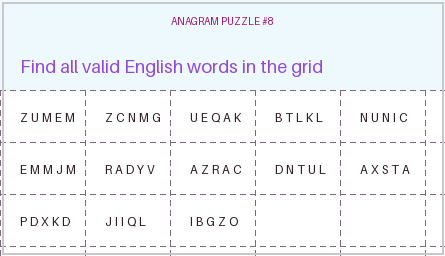 ANAGRAM PUZZLE #8
Find all valid English words in the grid
ZUMEM ZCNMG UEQAK BTLKL NUNIC
EMMJM RADYV AZRAC DNTUL AXSTA
PDXKD JIIQL IBGZO